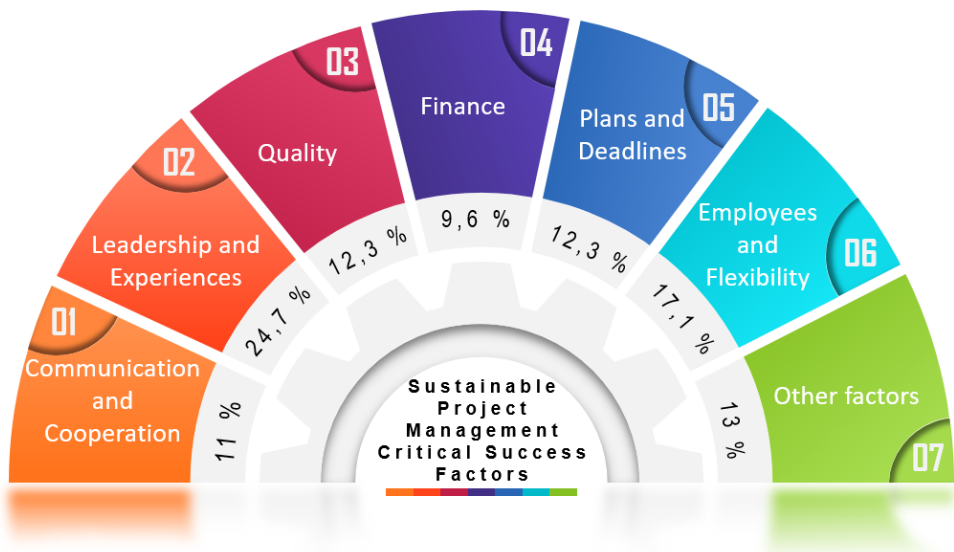 01
Communication
and
Cooperation
11 %
02
Leadership and
Experiences
24,7 %
03
Quality
12,3 %
04
Finance
9,6 %
05
Plans and
Deadlines
12,3 %
06
Employees
and
Flexibility
17,1 %
07
Other factors
13 %
Sustainable
Project
Management
Critical Success
Factors